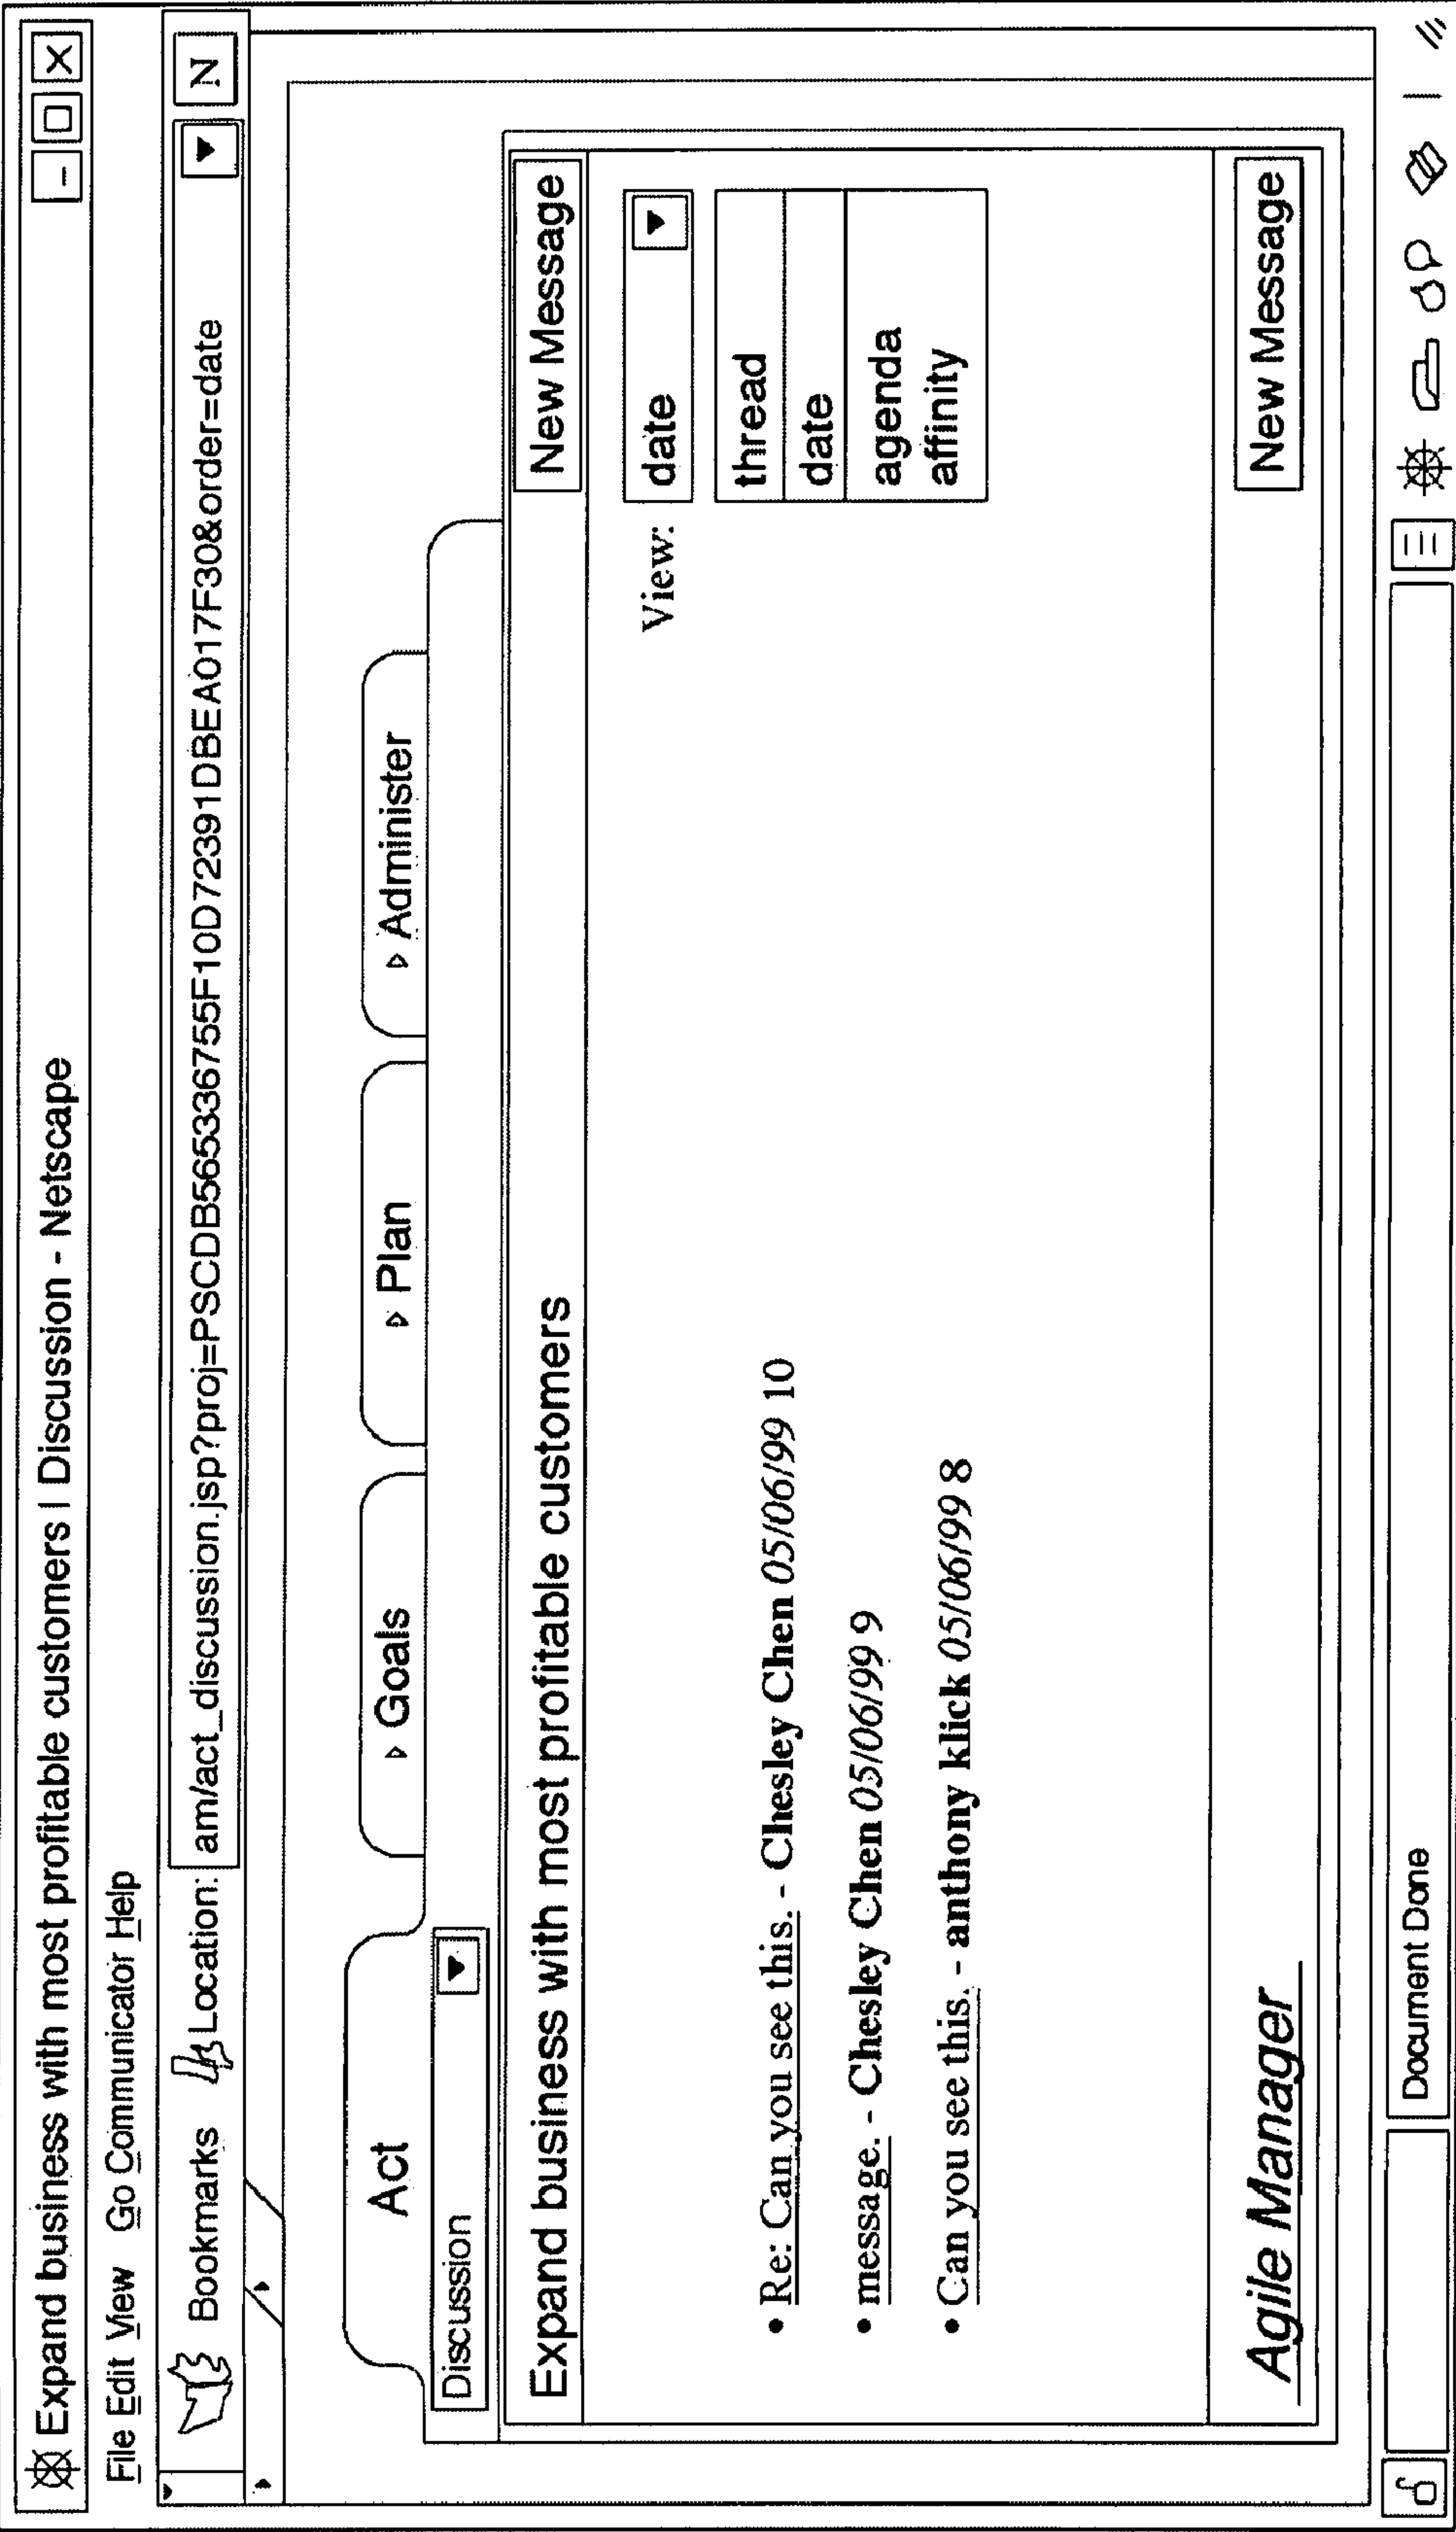 Expand business with most profitable customers | Discussion - Netscape
File Edit View Go Communicator Help
Bookmarks Location: am/act_discussion.jsp?proj=PSCDB565336755F10D72391DBEA017F30&order=date N
Act Goals Plan Administer
Discussion
Expand business with most profitable customers New Message
View: date
thread
date
agenda
affinity
• Re: Can you see this. - Chesley Chen 05/06/99 10
• message. - Chesley Chen 05/06/99 9
• Can you see this. - anthony klick 05/06/99 8
Agile Manager New Message
Document Done